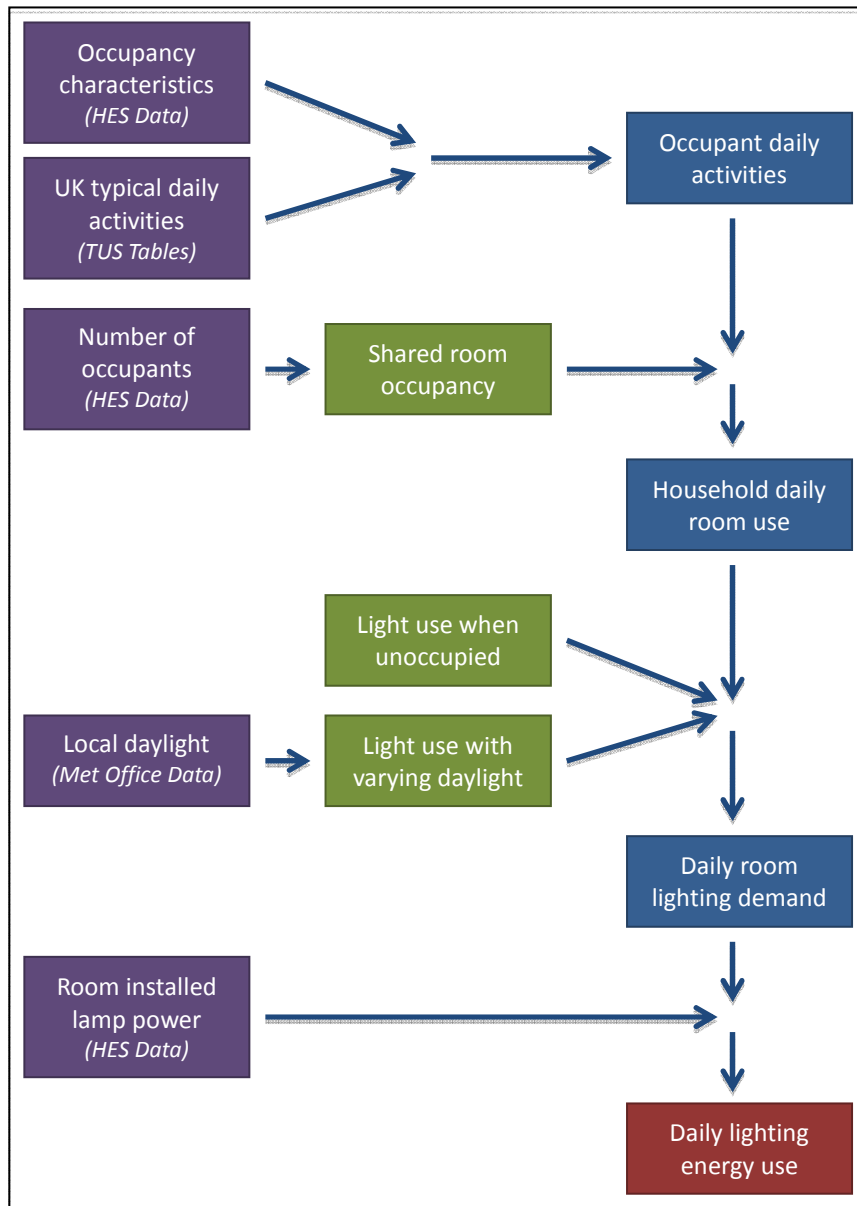 Occupancy
characteristics
(HES Data)
UK typical daily
activities
(TUS Tables)
Occupant daily
activities
Number of
occupants
(HES Data)
Shared room
occupancy
Household daily
room use
Light use when
unoccupied
Local daylight
(Met Office Data)
Light use with
varying daylight
Daily room
lighting demand
Room installed
lamp power
(HES Data)
Daily lighting
energy use